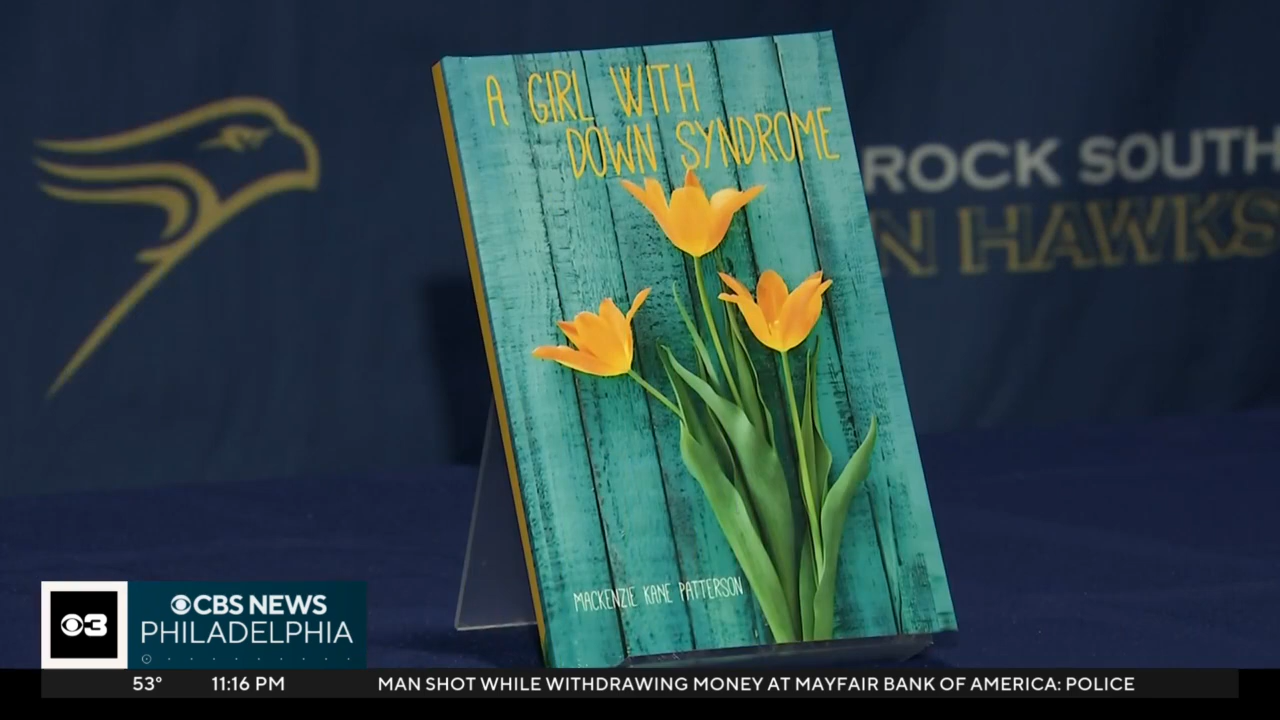 A GIRL WITH
DOWN SYNDROME
ROCK SOUTH
N HAWKS
MACKENZIE KANE PATTERSON
3
CBS NEWS
PHILADELPHIA
53° 11:16 PM MAN SHOT WHILE WITHDRAWING MONEY AT MAYFAIR BANK OF AMERICA: POLICE